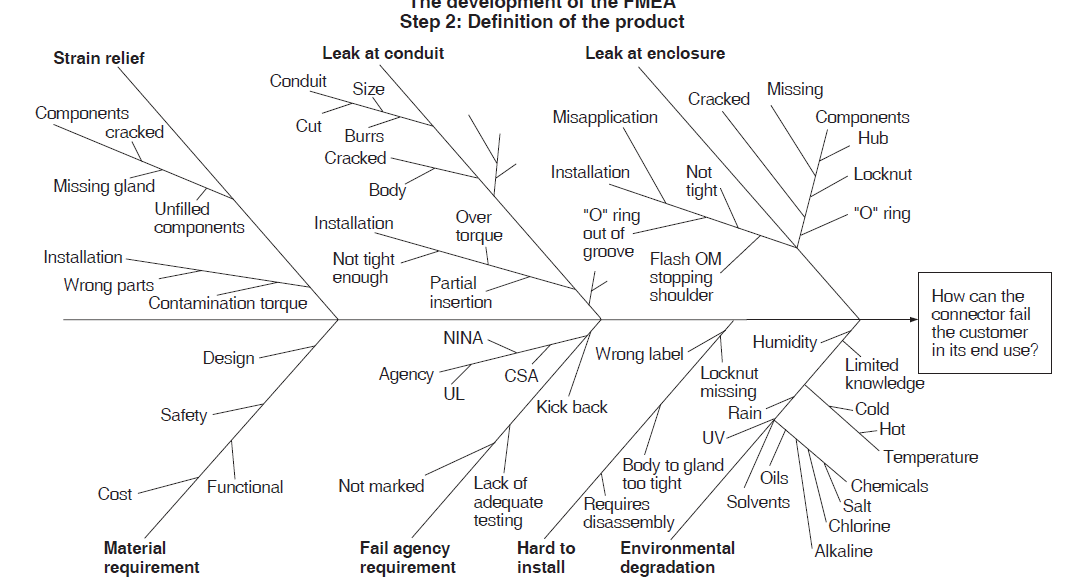 The development of the FMEA
Step 2: Definition of the product
Strain relief
Leak at conduit
Leak at enclosure
Conduit
Size
Cracked
Missing
Components
cracked
Cut
Burrs
Misapplication
Components
Hub
Cracked
Missing gland
Body
Installation
Not
tight
Locknut
Unfilled
components
Installation
Over
torque
"O" ring
out of
groove
"O" ring
Installation
Wrong parts
Contamination torque
Not tight
enough
Partial
insertion
Flash OM
stopping
shoulder
How can the
connector fail
the customer
in its end use?
Design
NINA
Agency
UL
CSA
Kick back
Wrong label
Locknut
missing
Humidity
Limited
knowledge
Safety
Rain
Cold
UV
Hot
Temperature
Cost
Functional
Not marked
Lack of
adequate
testing
Body to gland
too tight
Requires
disassembly
Oils
Solvents
Chemicals
Salt
Chlorine
Alkaline
Material
requirement
Fail agency
requirement
Hard to
install
Environmental
degradation